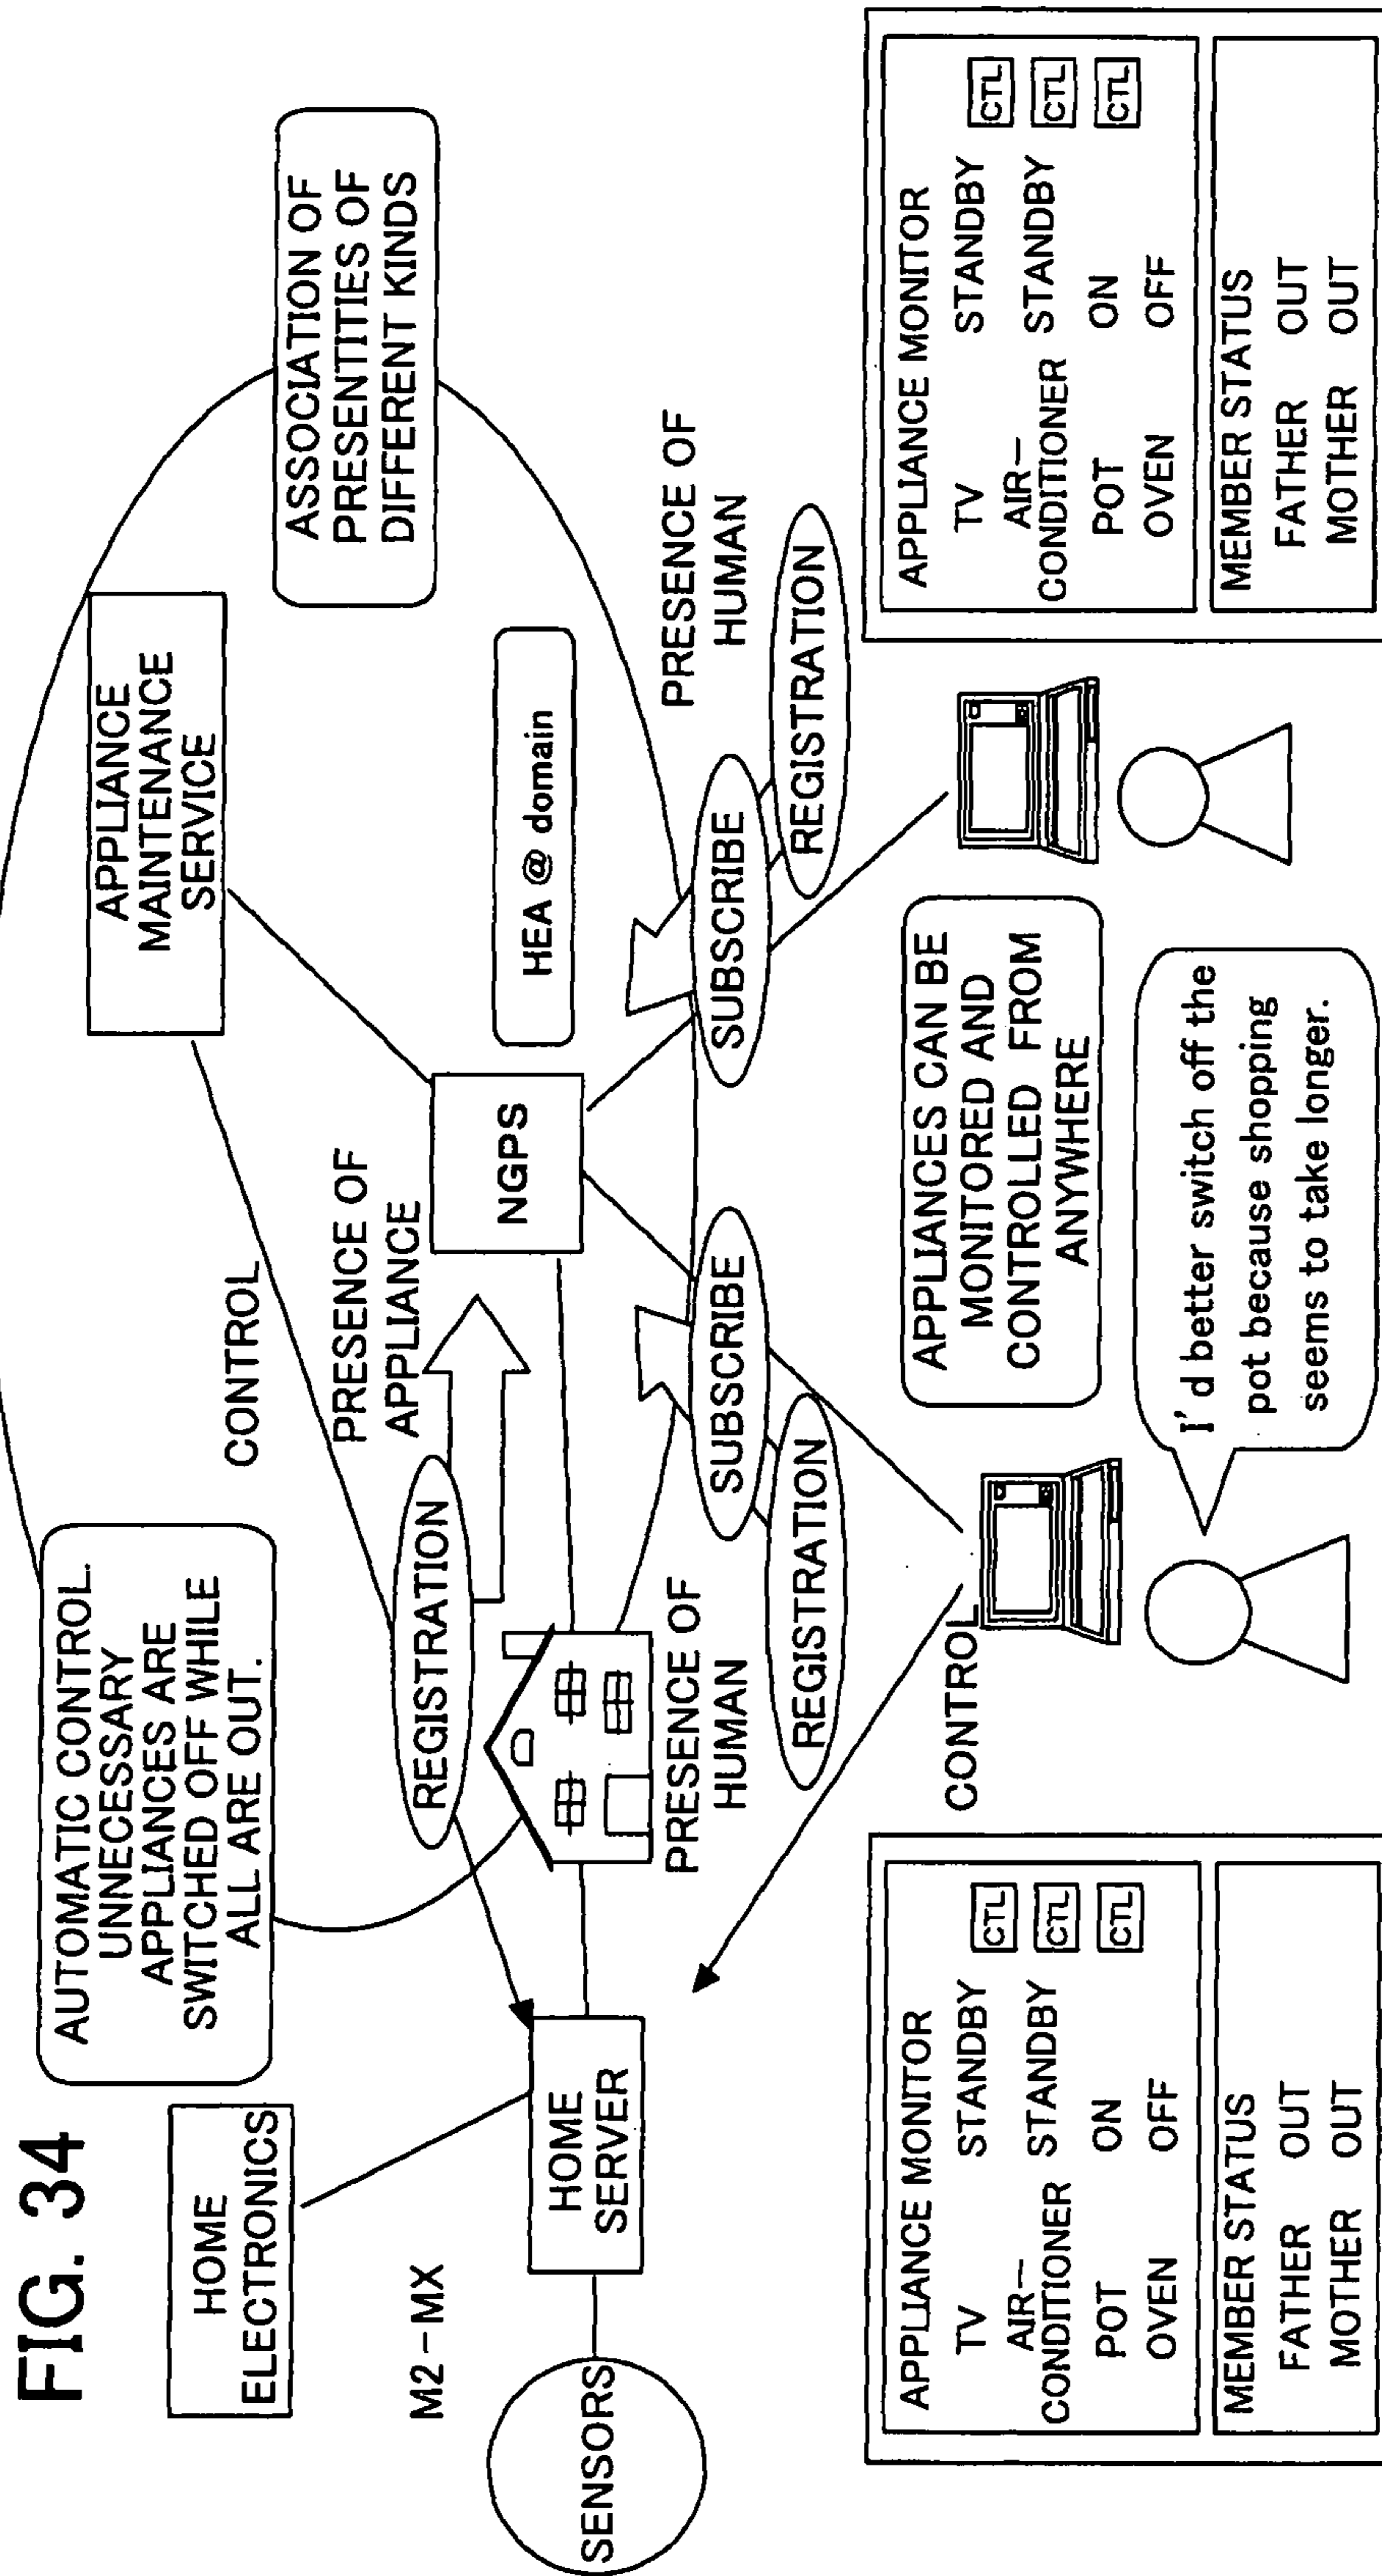 FIG. 34
AUTOMATIC CONTROL.
UNNECESSARY
APPLIANCES ARE
SWITCHED OFF WHILE
ALL ARE OUT.
HOME
ELECTRONICS
APPLIANCE
MAINTENANCE
SERVICE
ASSOCIATION OF
PRESENTITIES OF
DIFFERENT KINDS
CONTROL
PRESENCE OF
APPLIANCE
REGISTRATION
M2-MX
SENSORS
HOME
SERVER
NGPS
HEA @ domain
PRESENCE OF
HUMAN
SUBSCRIBE
REGISTRATION
PRESENCE OF
HUMAN
SUBSCRIBE
REGISTRATION
CONTROL
APPLIANCES CAN BE
MONITORED AND
CONTROLLED FROM
ANYWHERE
I'd better switch off the
pot because shopping
seems to take longer.
APPLIANCE MONITOR
TV STANDBY CTL
AIR-
CONDITIONER STANDBY CTL
POT ON CTL
OVEN OFF
MEMBER STATUS
FATHER OUT
MOTHER OUT
APPLIANCE MONITOR
TV STANDBY CTL
AIR-
CONDITIONER STANDBY CTL
POT ON CTL
OVEN OFF
MEMBER STATUS
FATHER OUT
MOTHER OUT